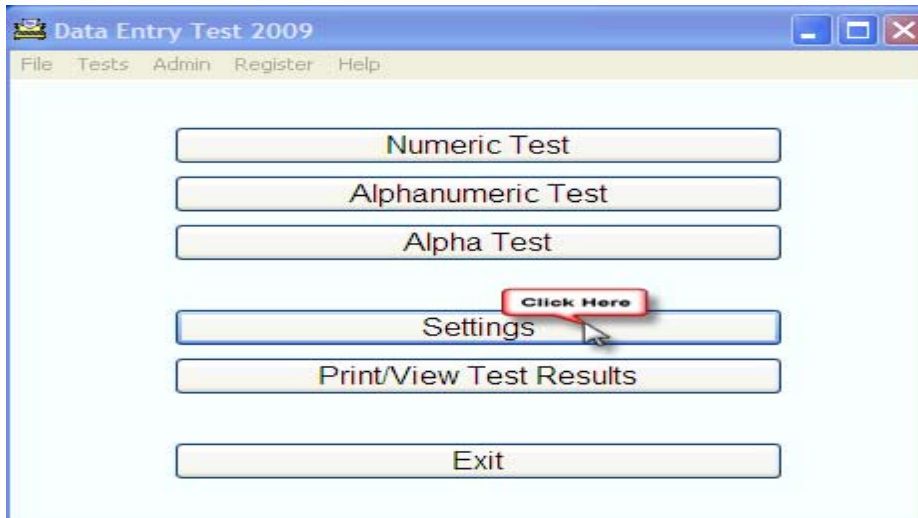 Data Entry Test 2009
File Tests Admin Register Help
Numeric Test
Alphanumeric Test
Alpha Test
Click Here
Settings
Print/View Test Results
Exit